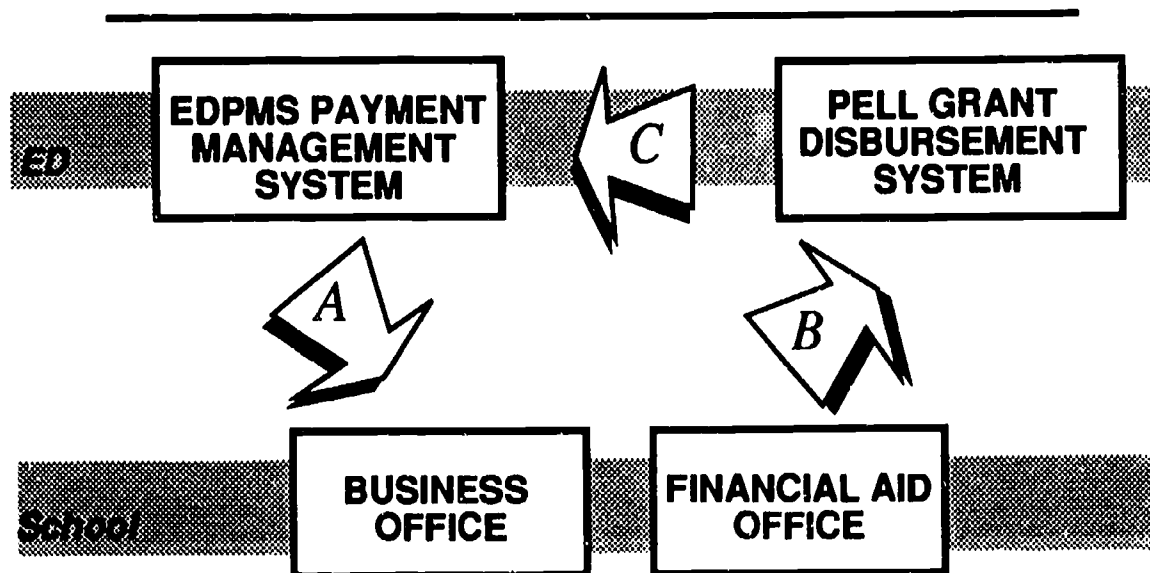 EDPMS PAYMENT
MANAGEMENT
SYSTEM
C
PELL GRANT
DISBURSEMENT
SYSTEM
ED
A
B
BUSINESS
OFFICE
FINANCIAL AID
OFFICE
School